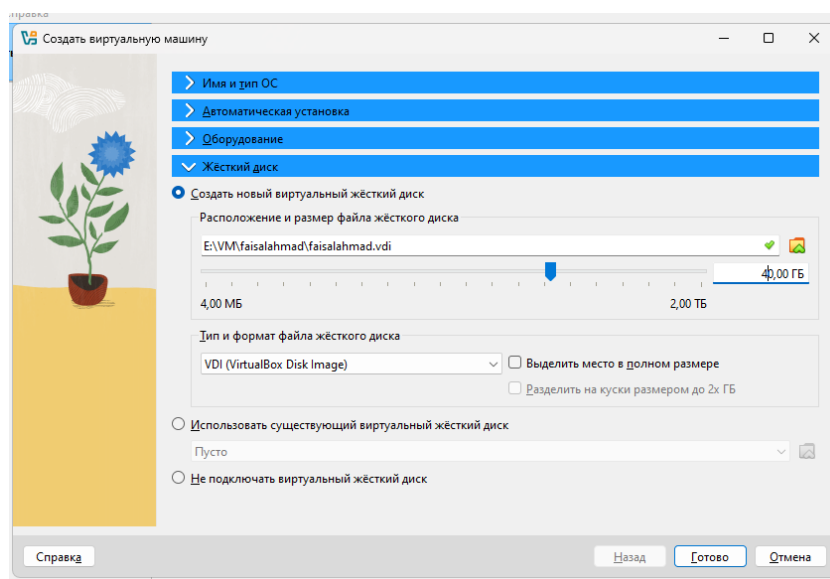 Справка
Создать виртуальную машину
Имя и тип ОС
Автоматическая установка
Оборудование
Жёсткий диск
Создать новый виртуальный жёсткий диск
Расположение и размер файла жёсткого диска
E:\VM\faisalahmad\faisalahmad.vdi
40,00 ГБ
4,00 МБ 2,00 ТБ
Тип и формат файла жёсткого диска
VDI (VirtualBox Disk Image) Выделить место в полном размере
Разделить на куски размером до 2х ГБ
Использовать существующий виртуальный жёсткий диск
Пусто
Не подключать виртуальный жёсткий диск
Справка Назад Готово Отмена